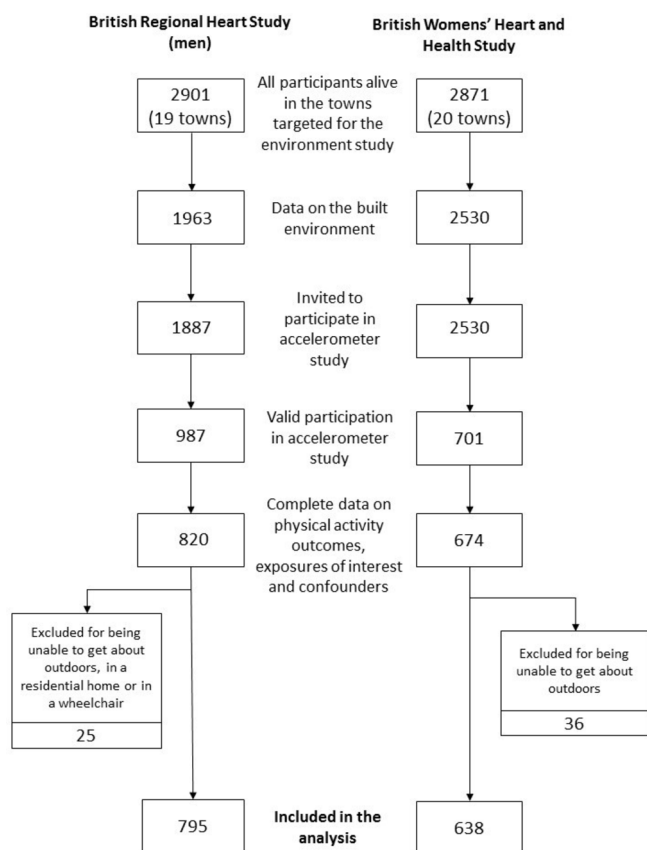 British Regional Heart Study
(men)
British Womens’ Heart and
Health Study
2901
(19 towns)
All participants alive
in the towns
targeted for the
environment study
2871
(20 towns)
1963
Data on the built
environment
2530
1887
Invited to
participate in
accelerometer
study
2530
987
Valid participation
in accelerometer
study
701
820
Complete data on
physical activity
outcomes,
exposures of interest
and confounders
674
Excluded for being
unable to get about
outdoors, in a
residential home or in
a wheelchair
25
Excluded for being
unable to get about
outdoors
36
795
Included in the
analysis
638